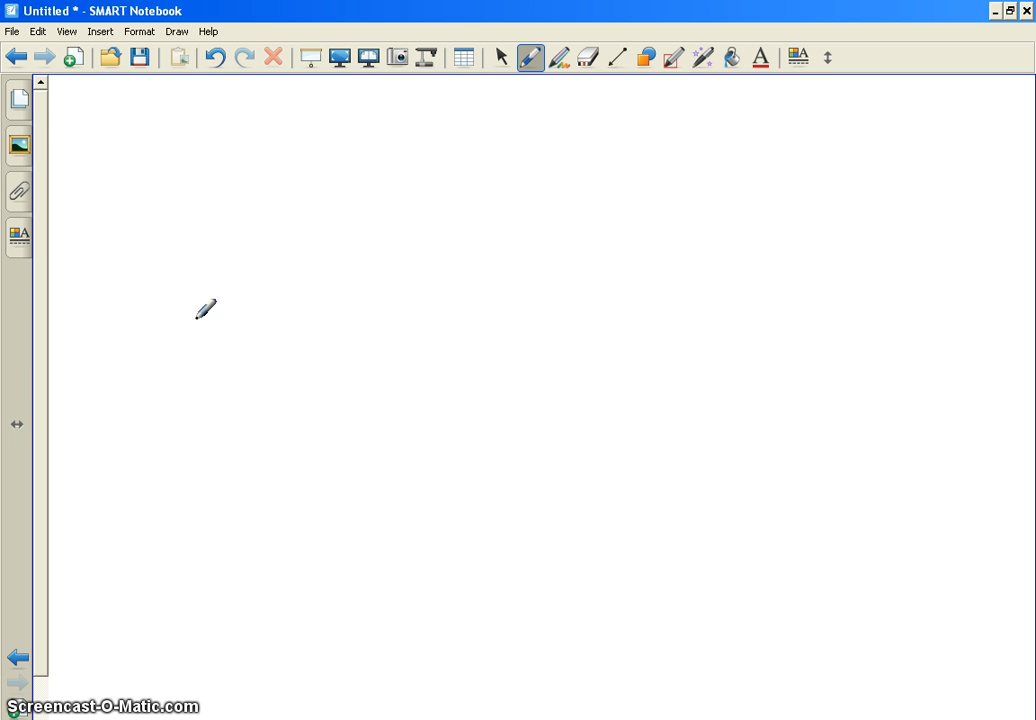 Untitled * - SMART Notebook
File Edit View Insert Format Draw Help
Screencast-O-Matic.com